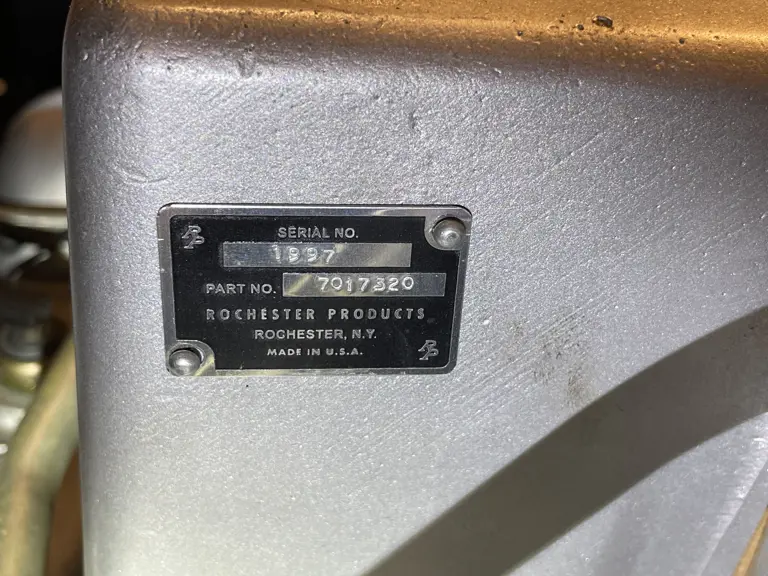 SERIAL NO.
1997
PART NO. 7017320
ROCHESTER PRODUCTS
ROCHESTER, N.Y.
MADE IN U.S.A.